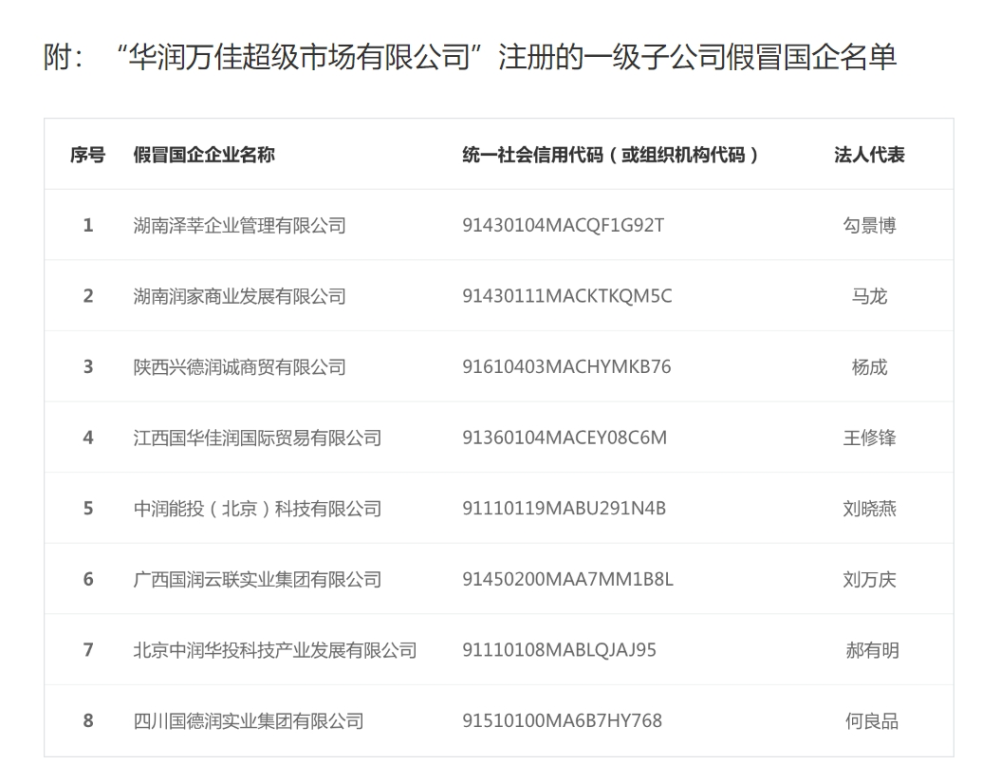 附：“华润万佳超级市场有限公司”注册的一级子公司假冒国企名单
序号 假冒国企企业名称 统一社会信用代码（或组织机构代码） 法人代表
1 湖南泽莘企业管理有限公司 91430104MACQF1G92T 勾景博
2 湖南润家商业发展有限公司 91430111MACKTKQM5C 马龙
3 陕西兴德润诚商贸有限公司 91610403MACHYMKB76 杨成
4 江西国华佳润国际贸易有限公司 91360104MACEY08C6M 王修锋
5 中润能投（北京）科技有限公司 91110119MABU291N4B 刘晓燕
6 广西国润云联实业集团有限公司 91450200MAA7MM1B8L 刘万庆
7 北京中润华投科技产业发展有限公司 91110108MABLQJAJ95 郝有明
8 四川国德润实业集团有限公司 91510100MA6B7HY768 何良品